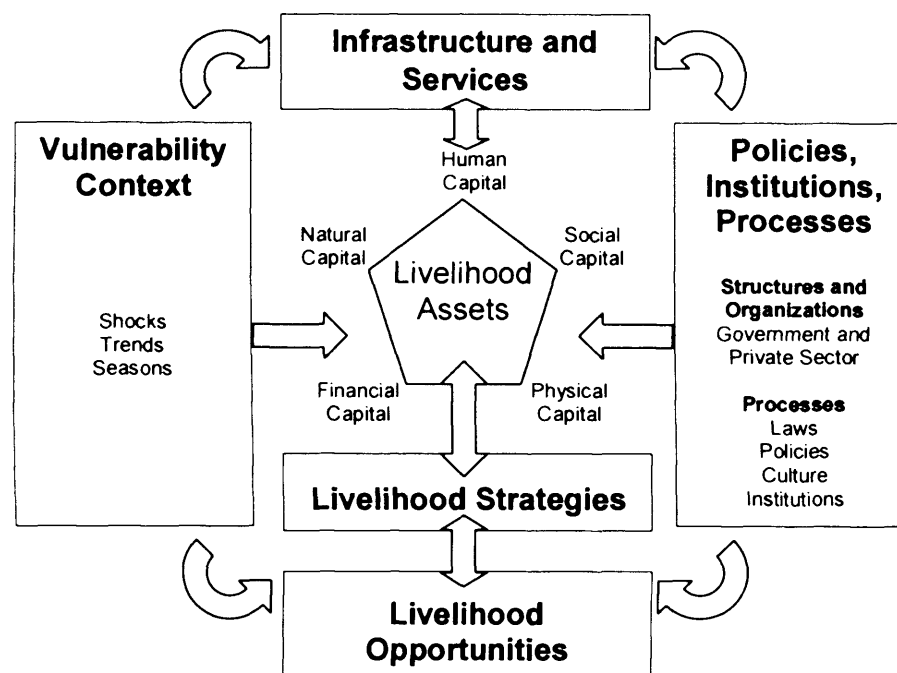 Infrastructure and
Services
Vulnerability
Context
Shocks
Trends
Seasons
Human
Capital
Natural
Capital
Social
Capital
Livelihood
Assets
Financial
Capital
Physical
Capital
Livelihood Strategies
Livelihood
Opportunities
Policies,
Institutions,
Processes
Structures and
Organizations
Government and
Private Sector
Processes
Laws
Policies
Culture
Institutions